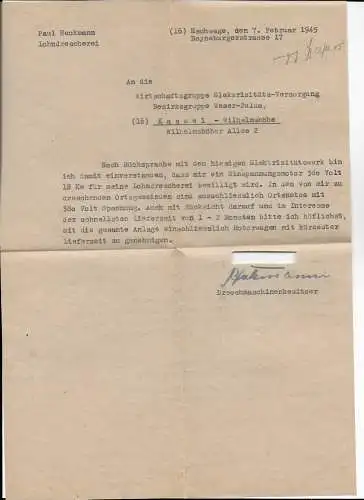 Paul Heckmann
Lohndrescherei
(16) Eschwege, den 7. Februar 1945
Boyneburgerstrasse 17
An die
Wirtschaftsgruppe Elektrizitäts-Versorgung
Bezirksgruppe Weser-Fulda,
(16) Kassel - Wilhelmshöhe
Wilhelmshöher Allee 2
Nach Rücksprache mit dem hiesigen Elektrizitätswerk bin
ich damit einverstanden, dass mir ein Einspannungsmotor 380 Volt
18 KW für meine Lohndrescherei bewilligt wird. In den von mir zu
dreschenden Ortschaften sind ausschliesslich Ortsnetze mit
380 Volt Spannung. Auch mit Rücksicht darauf und im Interesse
der schnellsten Lieferzeit von 1 - 2 Monaten bitte ich höflichst,
mir die gesamte Anlage einschliesslich Motorwagen mit kürzester
Lieferzeit zu genehmigen.
Dreschmaschinenbesitzer